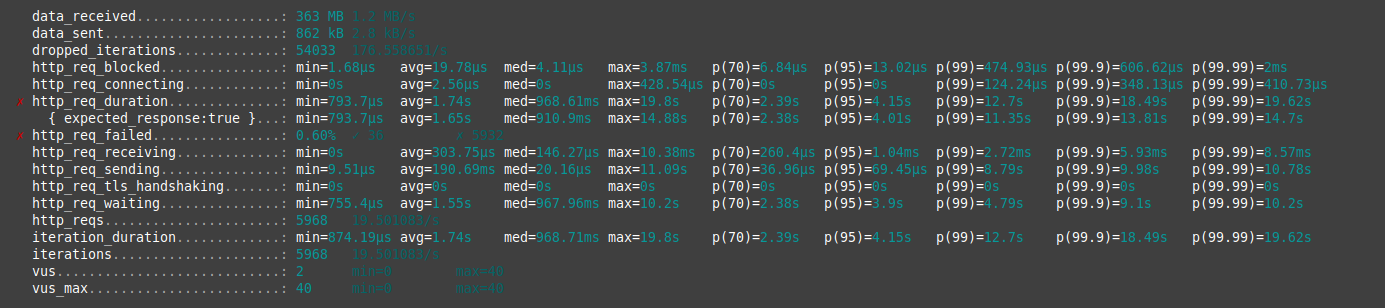 data_received..................: 363 MB 1.2 MB/s
data_sent......................: 862 kB 2.8 kB/s
dropped_iterations.............: 54033 176.558651/s
http_req_blocked...............: min=1.68µs avg=19.78µs med=4.11µs max=3.87ms p(70)=6.84µs p(95)=13.02µs p(99)=474.93µs p(99.9)=606.62µs p(99.99)=2ms
http_req_connecting............: min=0s avg=2.56µs med=0s max=428.54µs p(70)=0s p(95)=0s p(99)=124.24µs p(99.9)=348.13µs p(99.99)=410.73µs
✗ http_req_duration..............: min=793.7µs avg=1.74s med=968.61ms max=19.8s p(70)=2.39s p(95)=4.15s p(99)=12.7s p(99.9)=18.49s p(99.99)=19.62s
{ expected_response:true }...: min=793.7µs avg=1.65s med=910.9ms max=14.88s p(70)=2.38s p(95)=4.01s p(99)=11.35s p(99.9)=13.81s p(99.99)=14.7s
✗ http_req_failed................: 0.60% ✓ 36 ✗ 5932
http_req_receiving.............: min=0s avg=303.75µs med=146.27µs max=10.38ms p(70)=260.4µs p(95)=1.04ms p(99)=2.72ms p(99.9)=5.93ms p(99.99)=8.57ms
http_req_sending...............: min=9.51µs avg=190.69ms med=20.16µs max=11.09s p(70)=36.96µs p(95)=69.45µs p(99)=8.79s p(99.9)=9.98s p(99.99)=10.78s
http_req_tls_handshaking.......: min=0s avg=0s med=0s max=0s p(70)=0s p(95)=0s p(99)=0s p(99.9)=0s p(99.99)=0s
http_req_waiting...............: min=755.4µs avg=1.55s med=967.96ms max=10.2s p(70)=2.38s p(95)=3.9s p(99)=4.79s p(99.9)=9.1s p(99.99)=10.2s
http_reqs......................: 5968 19.501083/s
iteration_duration.............: min=874.19µs avg=1.74s med=968.71ms max=19.8s p(70)=2.39s p(95)=4.15s p(99)=12.7s p(99.9)=18.49s p(99.99)=19.62s
iterations.....................: 5968 19.501083/s
vus............................: 2 min=0 max=40
vus_max........................: 40 min=0 max=40